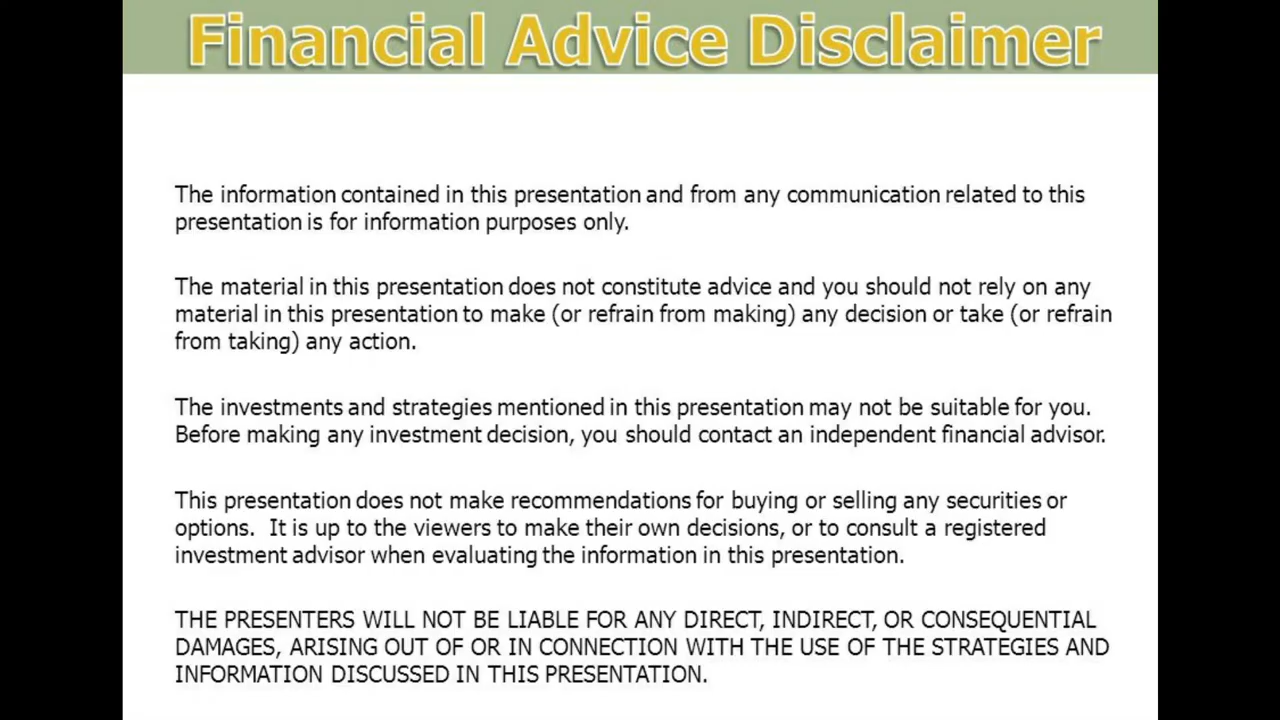 Financial Advice Disclaimer
The information contained in this presentation and from any communication related to this
presentation is for information purposes only.
The material in this presentation does not constitute advice and you should not rely on any
material in this presentation to make (or refrain from making) any decision or take (or refrain
from taking) any action.
The investments and strategies mentioned in this presentation may not be suitable for you.
Before making any investment decision, you should contact an independent financial advisor.
This presentation does not make recommendations for buying or selling any securities or
options.  It is up to the viewers to make their own decisions, or to consult a registered
investment advisor when evaluating the information in this presentation.
THE PRESENTERS WILL NOT BE LIABLE FOR ANY DIRECT, INDIRECT, OR CONSEQUENTIAL
DAMAGES, ARISING OUT OF OR IN CONNECTION WITH THE USE OF THE STRATEGIES AND
INFORMATION DISCUSSED IN THIS PRESENTATION.